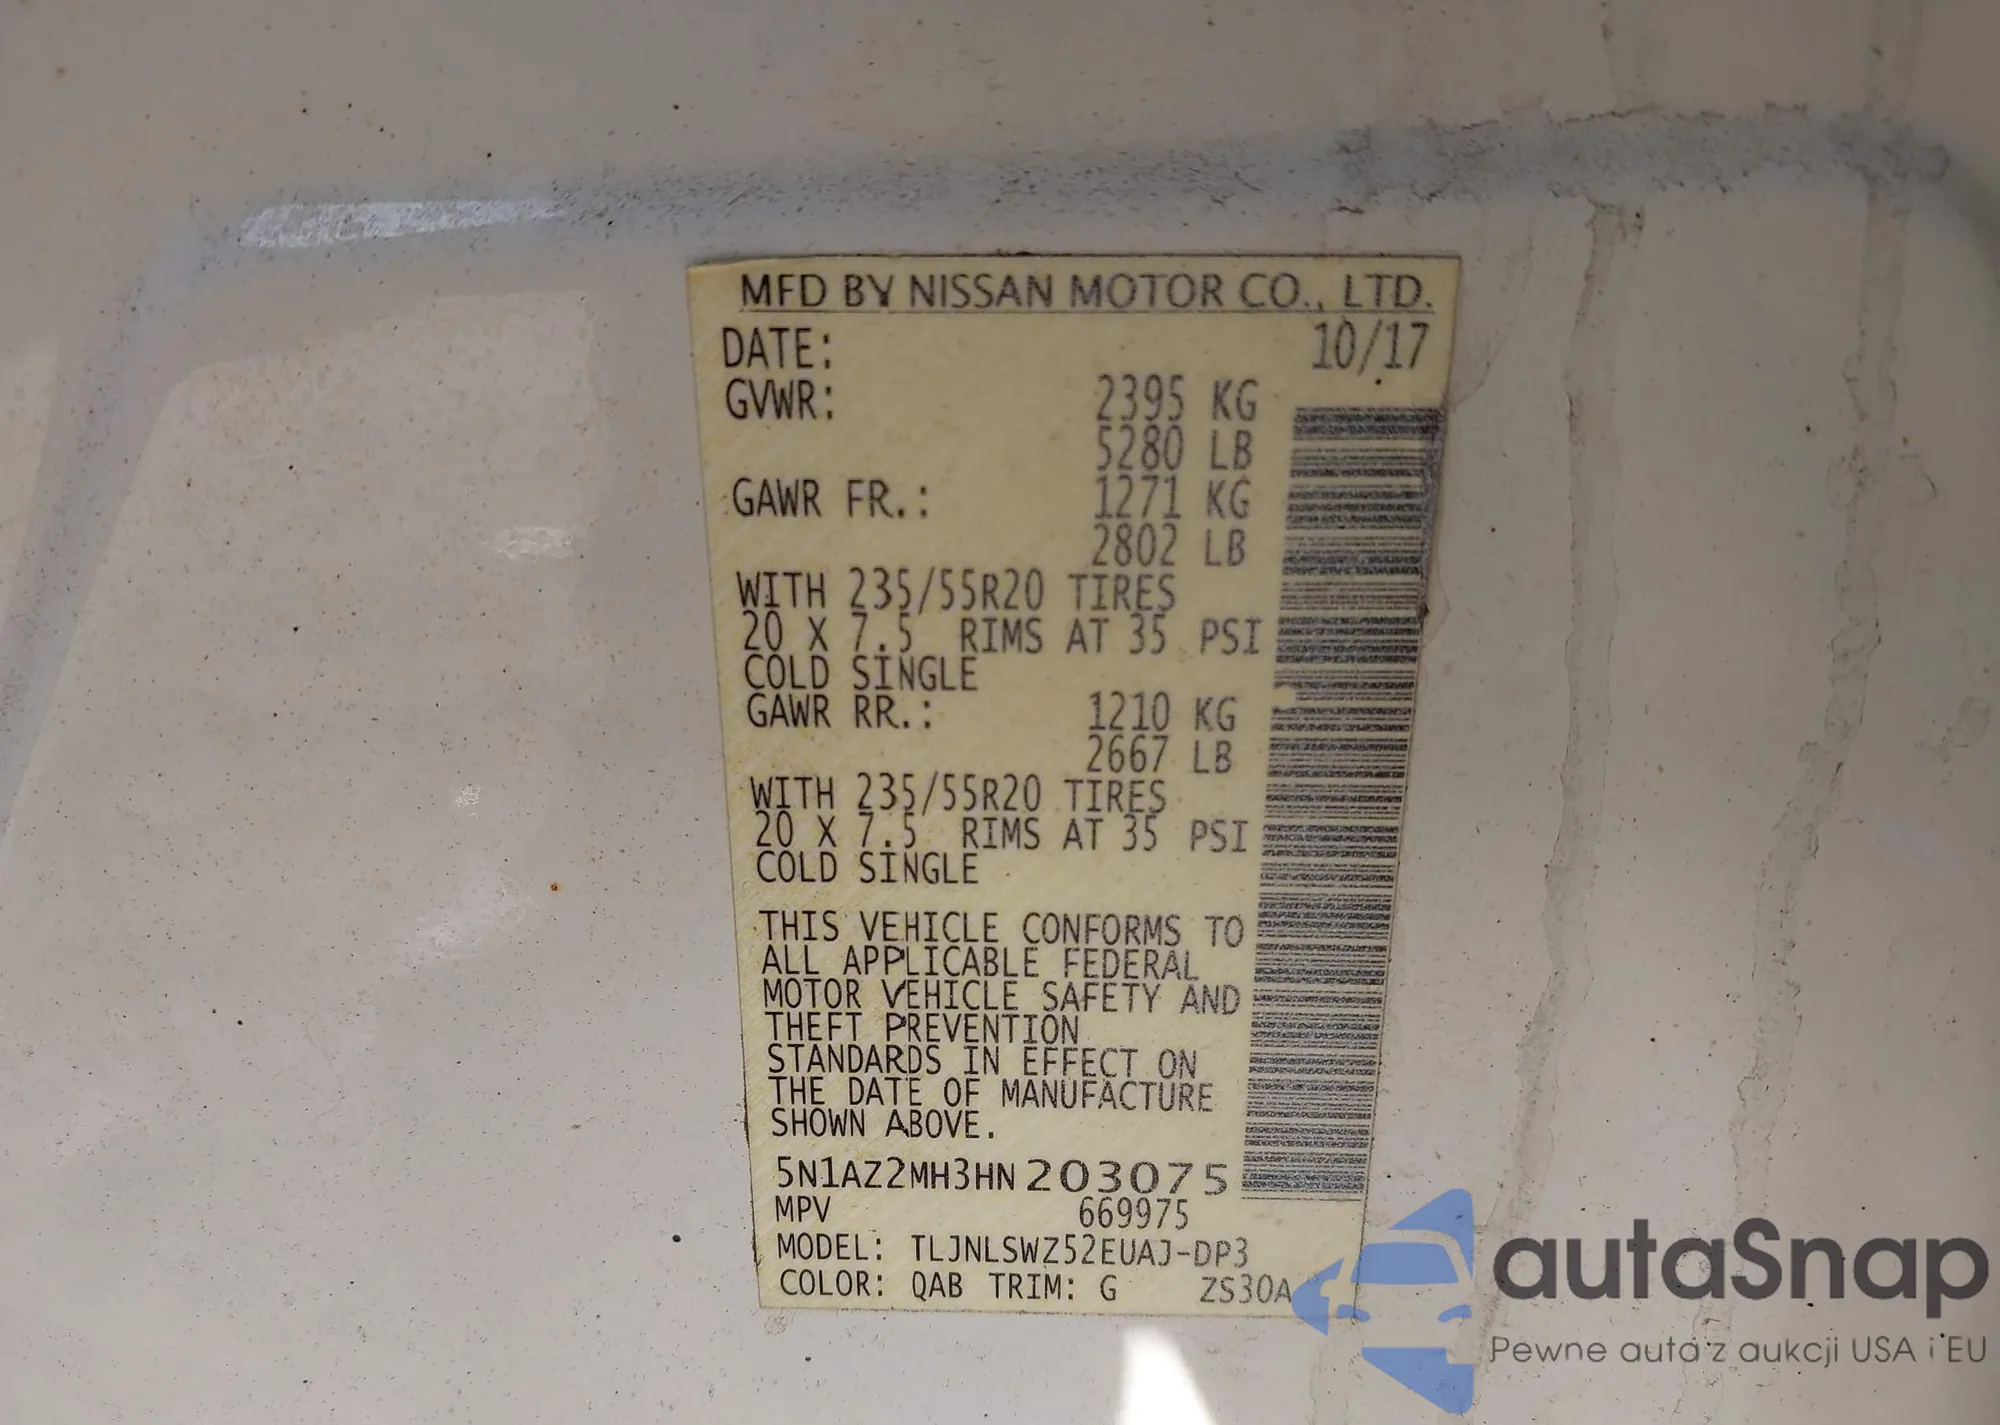 MFD BY NISSAN MOTOR CO., LTD.
DATE: 10/17
GVWR: 2395 KG
5280 LB
GAWR FR.: 1271 KG
2802 LB
WITH 235/55R20 TIRES
20 X 7.5 RIMS AT 35 PSI
COLD SINGLE
GAWR RR.: 1210 KG
2667 LB
WITH 235/55R20 TIRES
20 X 7.5 RIMS AT 35 PSI
COLD SINGLE
THIS VEHICLE CONFORMS TO
ALL APPLICABLE FEDERAL
MOTOR VEHICLE SAFETY AND
THEFT PREVENTION
STANDARDS IN EFFECT ON
THE DATE OF MANUFACTURE
SHOWN ABOVE.
5N1AZ2MH3HN203075
MPV 669975
MODEL: TLJNLSWZ52EUAJ-DP3
COLOR: QAB TRIM: G ZS30A
autaSnap
Pewne auta z aukcji USA i EU